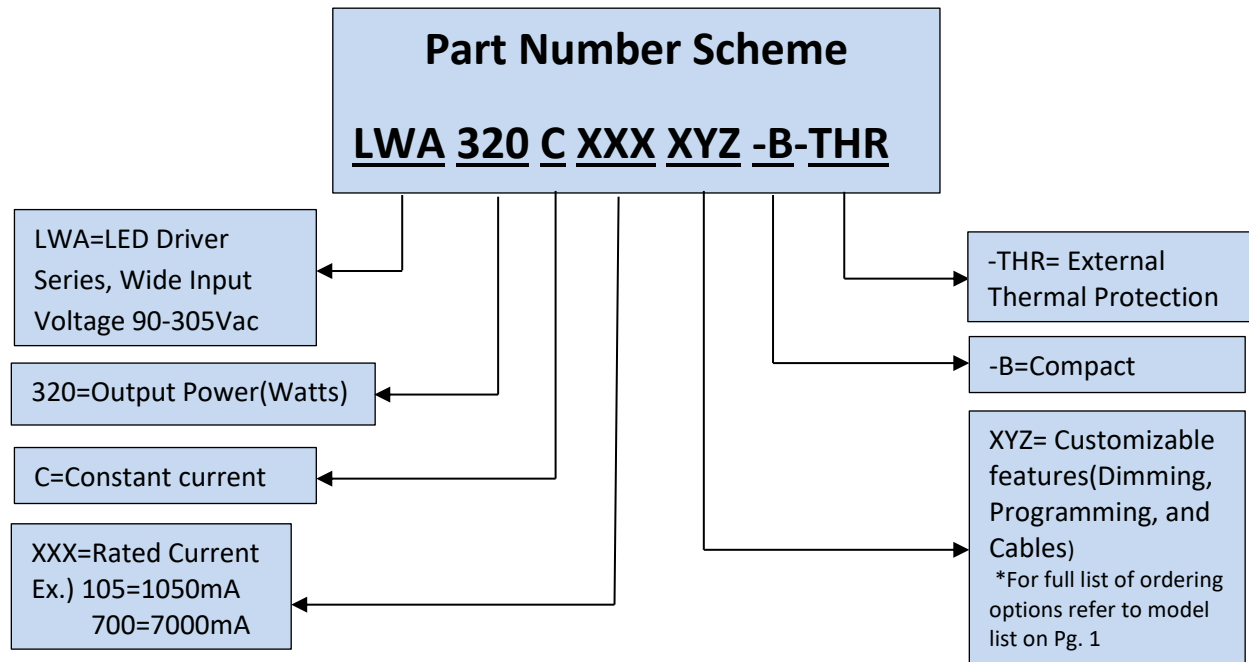 Part Number Scheme
LWA 320 C XXX XYZ -B-THR
LWA=LED Driver
Series, Wide Input
Voltage 90-305Vac
320=Output Power(Watts)
C=Constant current
XXX=Rated Current
Ex.) 105=1050mA
700=7000mA
-THR= External
Thermal Protection
-B=Compact
XYZ= Customizable
features(Dimming,
Programming, and
Cables)
*For full list of ordering
options refer to model
list on Pg. 1